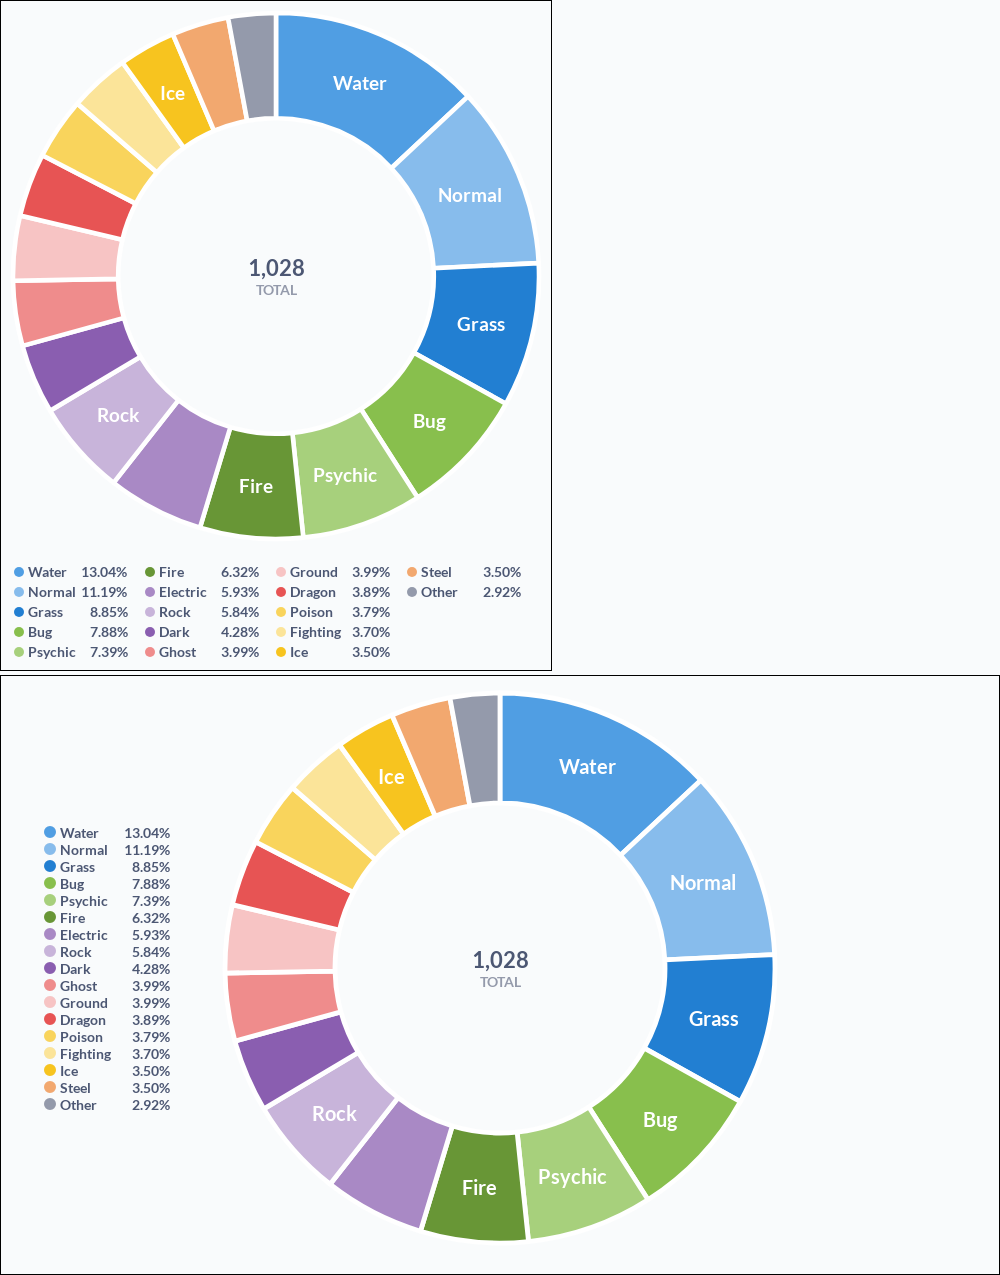 Water
Ice
Normal
1,028
TOTAL
Grass
Rock
Bug
Psychic
Fire
Water 13.04% Fire 6.32% Ground 3.99% Steel 3.50%
Normal 11.19% Electric 5.93% Dragon 3.89% Other 2.92%
Grass 8.85% Rock 5.84% Poison 3.79%
Bug 7.88% Dark 4.28% Fighting 3.70%
Psychic 7.39% Ghost 3.99% Ice 3.50%
Water
Ice
Normal
1,028
TOTAL
Grass
Rock
Bug
Psychic
Fire
Water 13.04%
Normal 11.19%
Grass 8.85%
Bug 7.88%
Psychic 7.39%
Fire 6.32%
Electric 5.93%
Rock 5.84%
Dark 4.28%
Ghost 3.99%
Ground 3.99%
Dragon 3.89%
Poison 3.79%
Fighting 3.70%
Ice 3.50%
Steel 3.50%
Other 2.92%